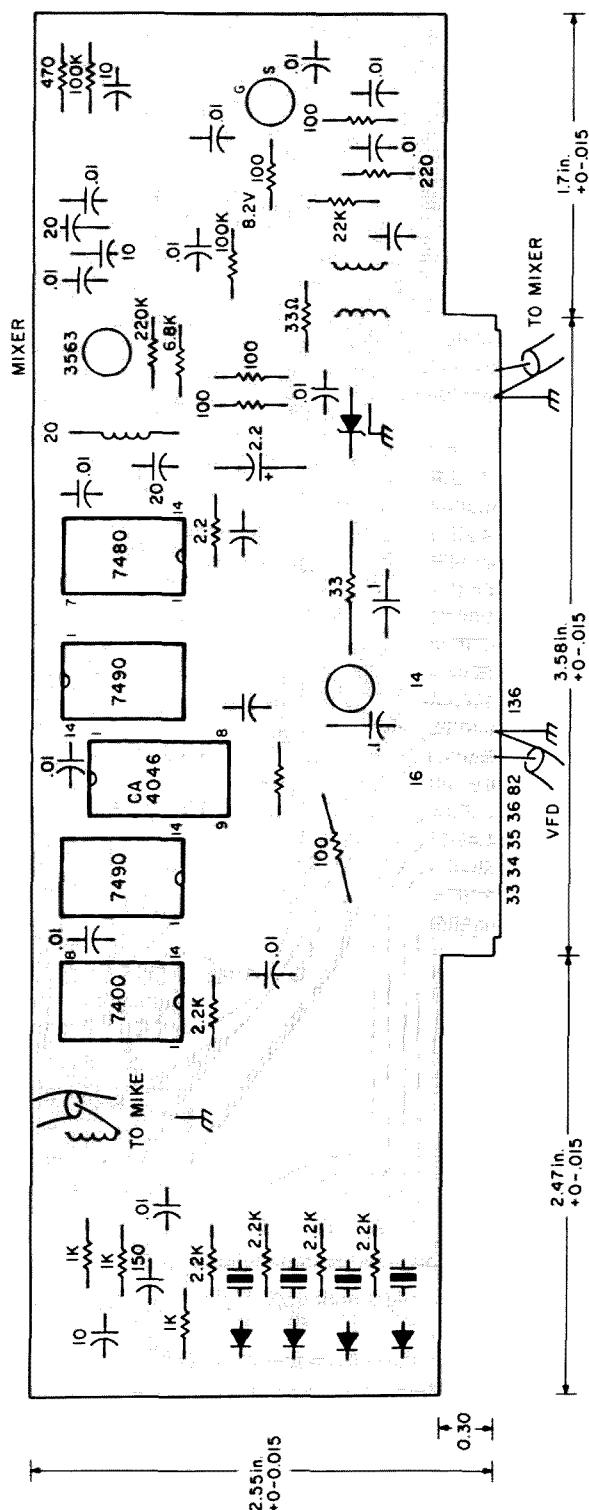 MIXER
470
100K
10
.01
20
10
.01
3563
220K
6.8K
20
.01
20
7480
7
14
1
2.2
7490
1
14
.01
CA
4046
1
8
9
7490
14
1
.01
7400
8
14
1
2.2K
.01
TO MIKE
1K
1K
150
.01
10
1K
2.2K
2.2K
2.2K
2.2K
.01
G
S
.01
100
8.2V
.01
100K
100
.01
.01
220
22K
33Ω
100
100
.01
2.2
+
33
.1
14
.1
16
100
136
33 34 35 36 82
VFD
TO MIXER
2.55in.
+0-0.015
0.30
2.47in.
+0-.015
3.58in.
+0-.015
1.7in.
+0-.015